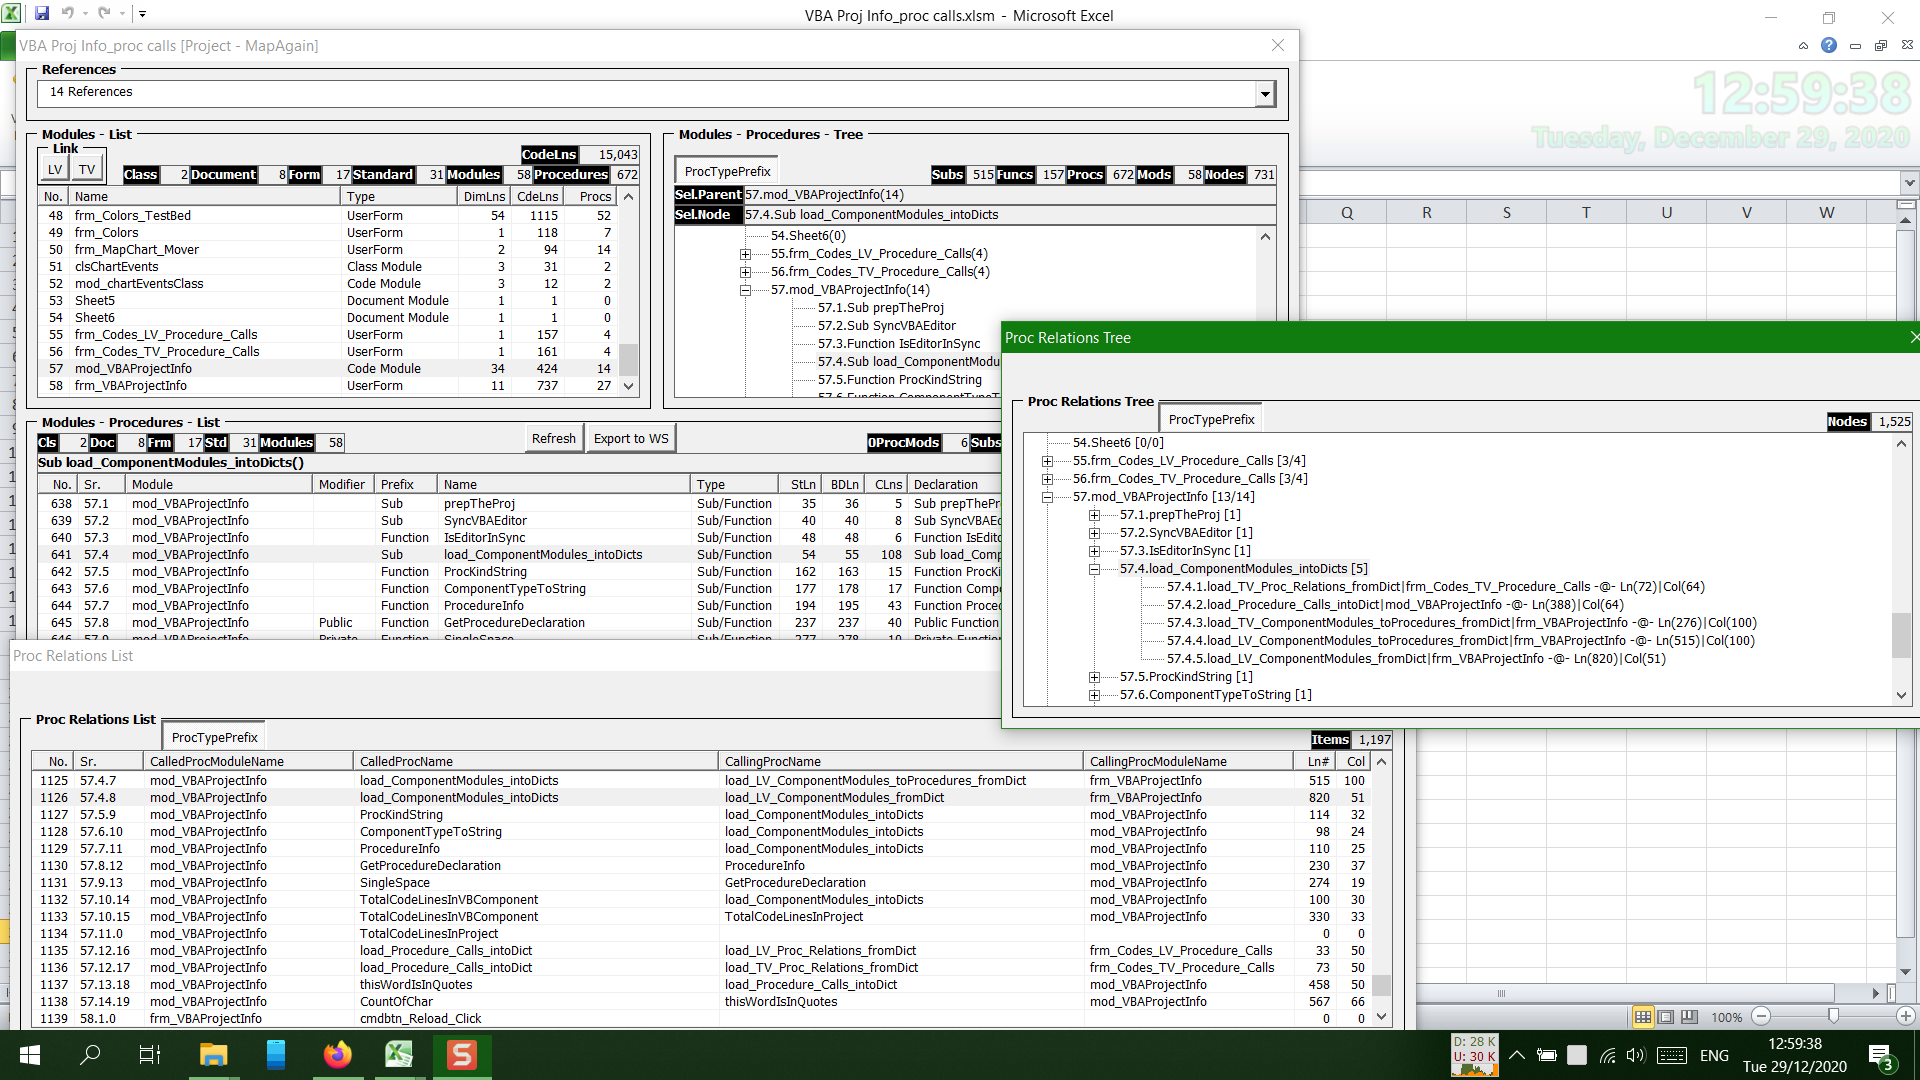 VBA Proj Info_proc calls.xlsm - Microsoft Excel
VBA Proj Info_proc calls [Project - MapAgain]
12:59:38
Tuesday, December 29, 2020
References
14 References
Modules - List
Link
LV TV
CodeLns 15,043
Class 2 Document 8 Form 17 Standard 31 Modules 58 Procedures 672
No. Name Type DimLns CdeLns Procs
48 frm_Colors_TestBed UserForm 54 1115 52
49 frm_Colors UserForm 1 118 7
50 frm_MapChart_Mover UserForm 2 94 14
51 clsChartEvents Class Module 3 31 2
52 mod_chartEventsClass Code Module 3 12 2
53 Sheet5 Document Module 1 1 0
54 Sheet6 Document Module 1 1 0
55 frm_Codes_LV_Procedure_Calls UserForm 1 157 4
56 frm_Codes_TV_Procedure_Calls UserForm 1 161 4
57 mod_VBAProjectInfo Code Module 34 424 14
58 frm_VBAProjectInfo UserForm 11 737 27
Modules - Procedures - Tree
ProcTypePrefix
Subs 515 Funcs 157 Procs 672 Mods 58 Nodes 731
Sel.Parent 57.mod_VBAProjectInfo(14)
Sel.Node 57.4.Sub load_ComponentModules_intoDicts
54.Sheet6(0)
55.frm_Codes_LV_Procedure_Calls(4)
56.frm_Codes_TV_Procedure_Calls(4)
57.mod_VBAProjectInfo(14)
57.1.Sub prepTheProj
57.2.Sub SyncVBAEditor
57.3.Function IsEditorInSync
57.4.Sub load_ComponentModu
57.5.Function ProcKindString
Q R S T U V W
Modules - Procedures - List
Cls 2 Doc 8 Frm 17 Std 31 Modules 58
Refresh Export to WS
0ProcMods 6 Subs
Sub load_ComponentModules_intoDicts()
No. Sr. Module Modifier Prefix Name Type StLn BDLn CLns Declaration
638 57.1 mod_VBAProjectInfo Sub prepTheProj Sub/Function 35 36 5 Sub prepThePro
639 57.2 mod_VBAProjectInfo Sub SyncVBAEditor Sub/Function 40 40 8 Sub SyncVBAEc
640 57.3 mod_VBAProjectInfo Function IsEditorInSync Sub/Function 48 48 6 Function IsEdito
641 57.4 mod_VBAProjectInfo Sub load_ComponentModules_intoDicts Sub/Function 54 55 108 Sub load_Comp
642 57.5 mod_VBAProjectInfo Function ProcKindString Sub/Function 162 163 15 Function ProcKi
643 57.6 mod_VBAProjectInfo Function ComponentTypeToString Sub/Function 177 178 17 Function Comp
644 57.7 mod_VBAProjectInfo Function ProcedureInfo Sub/Function 194 195 43 Function Proced
645 57.8 mod_VBAProjectInfo Public Function GetProcedureDeclaration Sub/Function 237 237 40 Public Function
646 57.9 mod_VBAProjectInfo Private Function SingleSpace Sub/Function 277 278 10 Private Function
Proc Relations Tree
Proc Relations Tree
ProcTypePrefix
Nodes 1,525
54.Sheet6 [0/0]
55.frm_Codes_LV_Procedure_Calls [3/4]
56.frm_Codes_TV_Procedure_Calls [3/4]
57.mod_VBAProjectInfo [13/14]
57.1.prepTheProj [1]
57.2.SyncVBAEditor [1]
57.3.IsEditorInSync [1]
57.4.load_ComponentModules_intoDicts [5]
57.4.1.load_TV_Proc_Relations_fromDict|frm_Codes_TV_Procedure_Calls -@- Ln(72)|Col(64)
57.4.2.load_Procedure_Calls_intoDict|mod_VBAProjectInfo -@- Ln(388)|Col(64)
57.4.3.load_TV_ComponentModules_toProcedures_fromDict|frm_VBAProjectInfo -@- Ln(276)|Col(100)
57.4.4.load_LV_ComponentModules_toProcedures_fromDict|frm_VBAProjectInfo -@- Ln(515)|Col(100)
57.4.5.load_LV_ComponentModules_fromDict|frm_VBAProjectInfo -@- Ln(820)|Col(51)
57.5.ProcKindString [1]
57.6.ComponentTypeToString [1]
Proc Relations List
Proc Relations List
ProcTypePrefix
Items 1,197
No. Sr. CalledProcModuleName CalledProcName CallingProcName CallingProcModuleName Ln# Col
1125 57.4.7 mod_VBAProjectInfo load_ComponentModules_intoDicts load_LV_ComponentModules_toProcedures_fromDict frm_VBAProjectInfo 515 100
1126 57.4.8 mod_VBAProjectInfo load_ComponentModules_intoDicts load_LV_ComponentModules_fromDict frm_VBAProjectInfo 820 51
1127 57.5.9 mod_VBAProjectInfo ProcKindString load_ComponentModules_intoDicts mod_VBAProjectInfo 114 32
1128 57.6.10 mod_VBAProjectInfo ComponentTypeToString load_ComponentModules_intoDicts mod_VBAProjectInfo 98 24
1129 57.7.11 mod_VBAProjectInfo ProcedureInfo load_ComponentModules_intoDicts mod_VBAProjectInfo 110 25
1130 57.8.12 mod_VBAProjectInfo GetProcedureDeclaration ProcedureInfo mod_VBAProjectInfo 230 37
1131 57.9.13 mod_VBAProjectInfo SingleSpace GetProcedureDeclaration mod_VBAProjectInfo 274 19
1132 57.10.14 mod_VBAProjectInfo TotalCodeLinesInVBComponent load_ComponentModules_intoDicts mod_VBAProjectInfo 100 30
1133 57.10.15 mod_VBAProjectInfo TotalCodeLinesInVBComponent TotalCodeLinesInProject mod_VBAProjectInfo 330 33
1134 57.11.0 mod_VBAProjectInfo TotalCodeLinesInProject 0 0
1135 57.12.16 mod_VBAProjectInfo load_Procedure_Calls_intoDict load_LV_Proc_Relations_fromDict frm_Codes_LV_Procedure_Calls 33 50
1136 57.12.17 mod_VBAProjectInfo load_Procedure_Calls_intoDict load_TV_Proc_Relations_fromDict frm_Codes_TV_Procedure_Calls 73 50
1137 57.13.18 mod_VBAProjectInfo thisWordIsInQuotes load_Procedure_Calls_intoDict mod_VBAProjectInfo 458 50
1138 57.14.19 mod_VBAProjectInfo CountOfChar thisWordIsInQuotes mod_VBAProjectInfo 567 66
1139 58.1.0 frm_VBAProjectInfo cmdbtn_Reload_Click 0 0
100%
D: 28 K
U: 30 K
ENG
12:59:38
Tue 29/12/2020
3